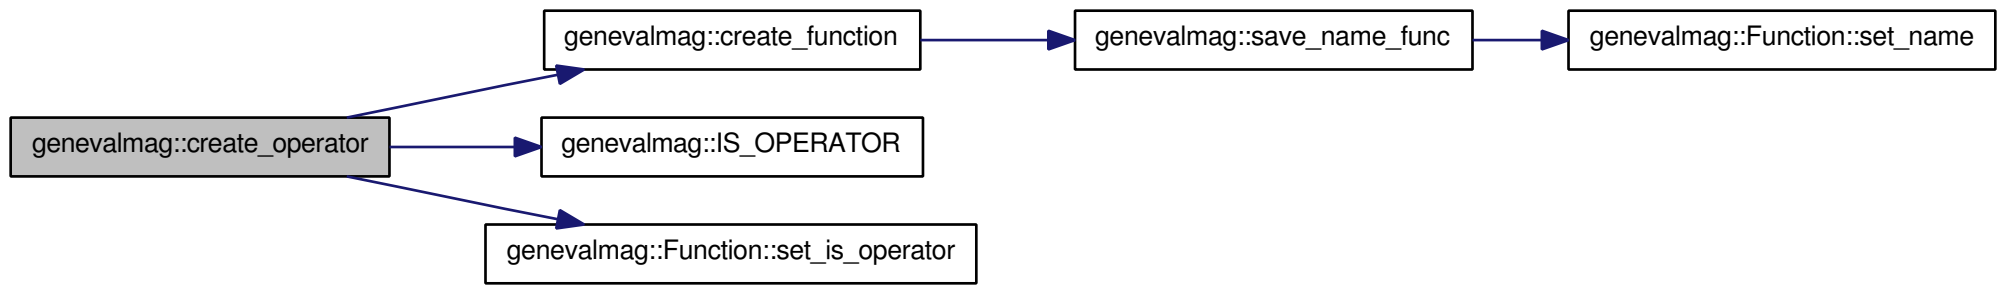 genevalmag::create_function
genevalmag::save_name_func
genevalmag::Function::set_name
genevalmag::create_operator
genevalmag::IS_OPERATOR
genevalmag::Function::set_is_operator